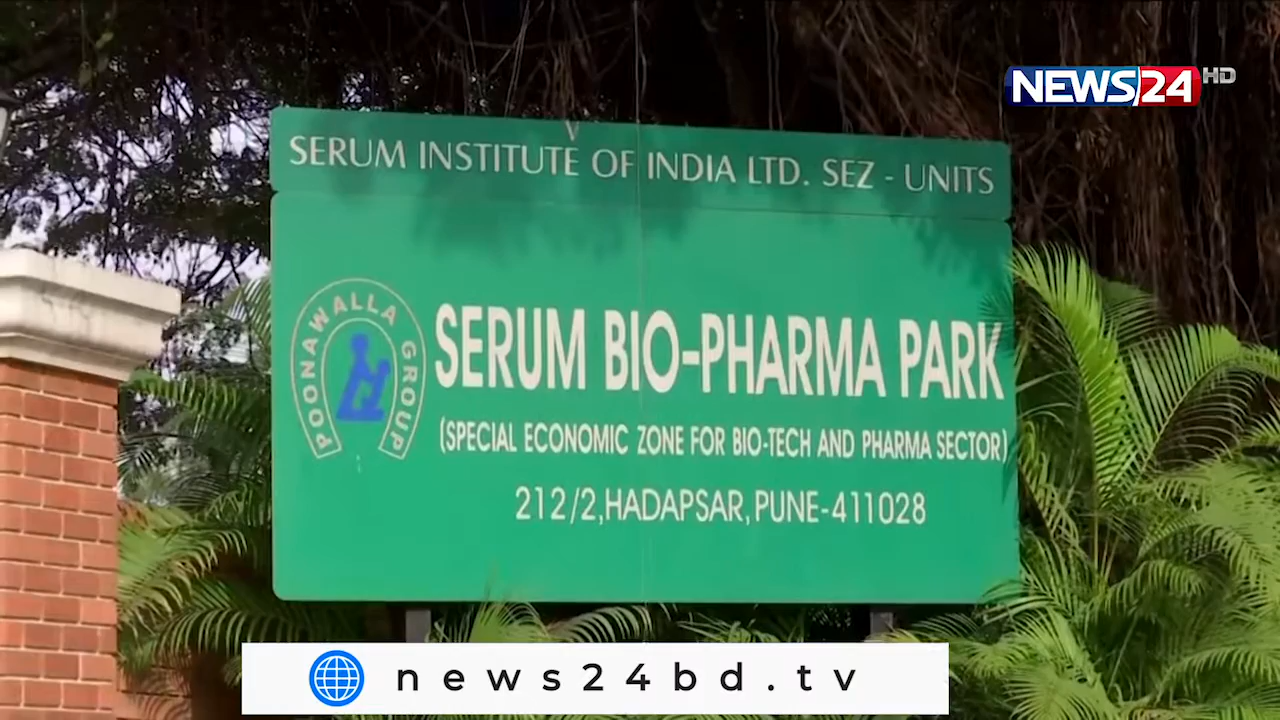 NEWS24 HD
SERUM INSTITUTE OF INDIA LTD. SEZ - UNITS
POONAWALLA GROUP
SERUM BIO-PHARMA PARK
(SPECIAL ECONOMIC ZONE FOR BIO-TECH AND PHARMA SECTOR)
212/2,HADAPSAR, PUNE-411028
news24bd.tv